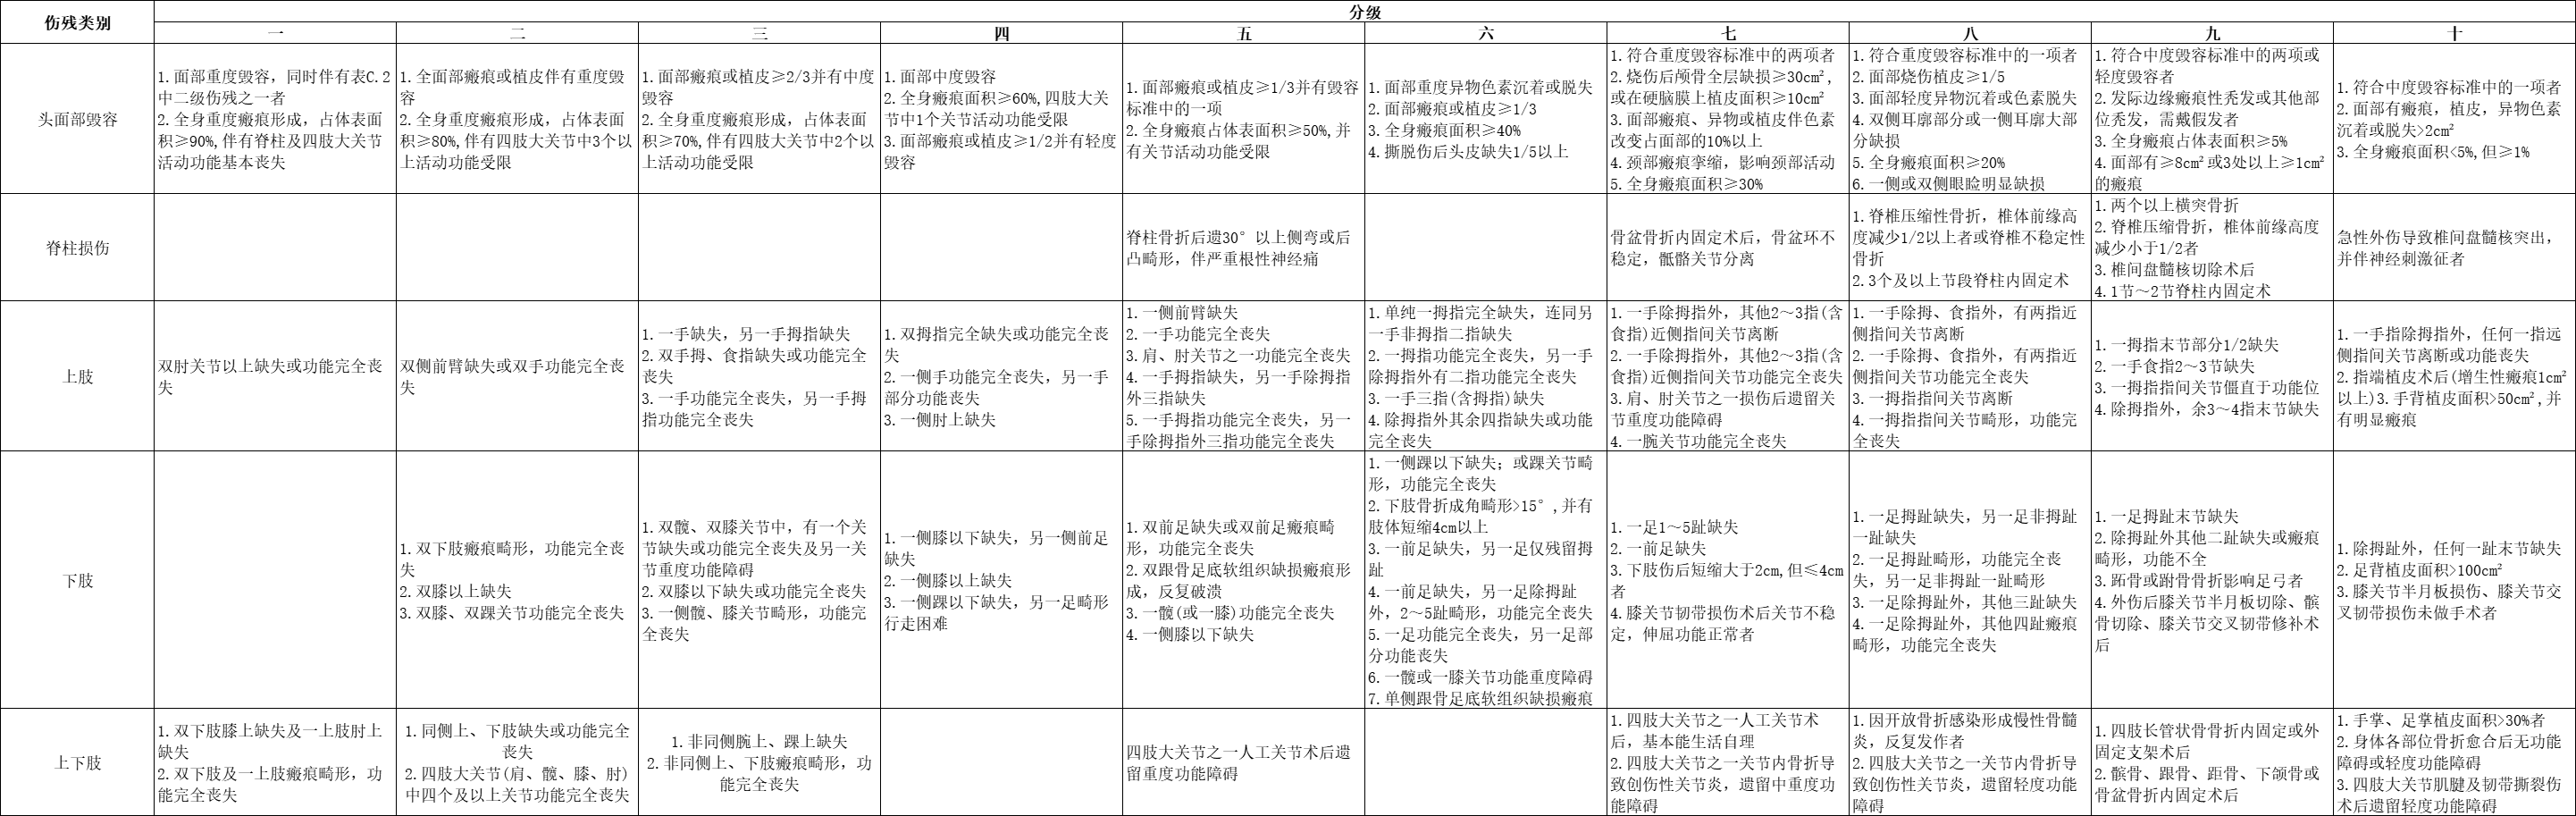 伤残类别
分级
一
二
三
四
五
六
七
八
九
十
头面部毁容
1.面部重度毁容，同时伴有表C.2
中二级伤残之一者
2.全身重度瘢痕形成，占体表面
积≥90%,伴有脊柱及四肢大关节
活动功能基本丧失
1.全面部瘢痕或植皮伴有重度毁
容
2.全身重度瘢痕形成，占体表面
积≥80%,伴有四肢大关节中3个以
上活动功能受限
1.面部瘢痕或植皮≥2/3并有中度
毁容
2.全身重度瘢痕形成，占体表面
积≥70%,伴有四肢大关节中2个以
上活动功能受限
1.面部中度毁容
2.全身瘢痕面积≥60%,四肢大关
节中1个关节活动功能受限
3.面部瘢痕或植皮≥1/2并有轻度
毁容
1.面部瘢痕或植皮≥1/3并有毁容
标准中的一项
2.全身瘢痕占体表面积≥50%,并
有关节活动功能受限
1.面部重度异物色素沉着或脱失
2.面部瘢痕或植皮≥1/3
3.全身瘢痕面积≥40%
4.撕脱伤后头皮缺失1/5以上
1.符合重度毁容标准中的两项者
2.烧伤后颅骨全层缺损≥30c㎡,
或在硬脑膜上植皮面积≥10c㎡
3.面部瘢痕、异物或植皮伴色素
改变占面部的10%以上
4.颈部瘢痕挛缩，影响颈部活动
5.全身瘢痕面积≥30%
1.符合重度毁容标准中的一项者
2.面部烧伤植皮≥1/5
3.面部轻度异物沉着或色素脱失
4.双侧耳廓部分或一侧耳廓大部
分缺损
5.全身瘢痕面积≥20%
6.一侧或双侧眼睑明显缺损
1.符合中度毁容标准中的两项或
轻度毁容者
2.发际边缘瘢痕性秃发或其他部
位秃发，需戴假发者
3.全身瘢痕占体表面积≥5%
4.面部有≥8c㎡或3处以上≥1c㎡
的瘢痕
1.符合中度毁容标准中的一项者
2.面部有瘢痕，植皮，异物色素
沉着或脱失>2c㎡
3.全身瘢痕面积<5%,但≥1%
脊柱损伤
脊柱骨折后遗30°以上侧弯或后
凸畸形，伴严重根性神经痛
骨盆骨折内固定术后，骨盆环不
稳定，骶髂关节分离
1.脊椎压缩性骨折，椎体前缘高
度减少1/2以上者或脊椎不稳定性
骨折
2.3个及以上节段脊柱内固定术
1.两个以上横突骨折
2.脊椎压缩骨折，椎体前缘高度
减少小于1/2者
3.椎间盘髓核切除术后
4.1节～2节脊柱内固定术
急性外伤导致椎间盘髓核突出，
并伴神经刺激征者
上肢
双肘关节以上缺失或功能完全丧
失
双侧前臂缺失或双手功能完全丧
失
1.一手缺失，另一手拇指缺失
2.双手拇、食指缺失或功能完全
丧失
3.一手功能完全丧失，另一手拇
指功能完全丧失
1.双拇指完全缺失或功能完全丧
失
2.一侧手功能完全丧失，另一手
部分功能丧失
3.一侧肘上缺失
1.一侧前臂缺失
2.一手功能完全丧失
3.肩、肘关节之一功能完全丧失
4.一手拇指缺失，另一手除拇指
外三指缺失
5.一手拇指功能完全丧失，另一
手除拇指外三指功能完全丧失
1.单纯一拇指完全缺失，连同另
一手非拇指二指缺失
2.一拇指功能完全丧失，另一手
除拇指外有二指功能完全丧失
3.一手三指(含拇指)缺失
4.除拇指外其余四指缺失或功能
完全丧失
1.一手除拇指外，其他2～3指(含
食指)近侧指间关节离断
2.一手除拇指外，其他2～3指(含
食指)近侧指间关节功能完全丧失
3.肩、肘关节之一损伤后遗留关
节重度功能障碍
4.一腕关节功能完全丧失
1.一手除拇、食指外，有两指近
侧指间关节离断
2.一手除拇、食指外，有两指近
侧指间关节功能完全丧失
3.一拇指指间关节离断
4.一拇指指间关节畸形，功能完
全丧失
1.一拇指末节部分1/2缺失
2.一手食指2～3节缺失
3.一拇指指间关节僵直于功能位
4.除拇指外，余3～4指末节缺失
1.一手指除拇指外，任何一指远
侧指间关节离断或功能丧失
2.指端植皮术后(增生性瘢痕1c㎡
以上)3.手背植皮面积>50c㎡,并
有明显瘢痕
下肢
1.双下肢瘢痕畸形，功能完全丧
失
2.双膝以上缺失
3.双膝、双踝关节功能完全丧失
1.双髋、双膝关节中，有一个关
节缺失或功能完全丧失及另一关
节重度功能障碍
2.双膝以下缺失或功能完全丧失
3.一侧髋、膝关节畸形，功能完
全丧失
1.一侧膝以下缺失，另一侧前足
缺失
2.一侧膝以上缺失
3.一侧踝以下缺失，另一足畸形
行走困难
1.双前足缺失或双前足瘢痕畸
形，功能完全丧失
2.双跟骨足底软组织缺损瘢痕形
成，反复破溃
3.一髋(或一膝)功能完全丧失
4.一侧膝以下缺失
1.一侧踝以下缺失；或踝关节畸
形，功能完全丧失
2.下肢骨折成角畸形>15°,并有
肢体短缩4cm以上
3.一前足缺失，另一足仅残留拇
趾
4.一前足缺失，另一足除拇趾
外，2～5趾畸形，功能完全丧失
5.一足功能完全丧失，另一足部
分功能丧失
6.一髋或一膝关节功能重度障碍
7.单侧跟骨足底软组织缺损瘢痕
1.一足1～5趾缺失
2.一前足缺失
3.下肢伤后短缩大于2cm,但≤4cm
者
4.膝关节韧带损伤术后关节不稳
定，伸屈功能正常者
1.一足拇趾缺失，另一足非拇趾
一趾缺失
2.一足拇趾畸形，功能完全丧
失，另一足非拇趾一趾畸形
3.一足除拇趾外，其他三趾缺失
4.一足除拇趾外，其他四趾瘢痕
畸形，功能完全丧失
1.一足拇趾末节缺失
2.除拇趾外其他二趾缺失或瘢痕
畸形，功能不全
3.跖骨或跗骨骨折影响足弓者
4.外伤后膝关节半月板切除、髌
骨切除、膝关节交叉韧带修补术
后
1.除拇趾外，任何一趾末节缺失
2.足背植皮面积>100c㎡
3.膝关节半月板损伤、膝关节交
叉韧带损伤未做手术者
上下肢
1.双下肢膝上缺失及一上肢肘上
缺失
2.双下肢及一上肢瘢痕畸形，功
能完全丧失
1.同侧上、下肢缺失或功能完全
丧失
2.四肢大关节(肩、髋、膝、肘)
中四个及以上关节功能完全丧失
1.非同侧腕上、踝上缺失
2.非同侧上、下肢瘢痕畸形，功
能完全丧失
四肢大关节之一人工关节术后遗
留重度功能障碍
1.四肢大关节之一人工关节术
后，基本能生活自理
2.四肢大关节之一关节内骨折导
致创伤性关节炎，遗留中重度功
能障碍
1.因开放骨折感染形成慢性骨髓
炎，反复发作者
2.四肢大关节之一关节内骨折导
致创伤性关节炎，遗留轻度功能
障碍
1.四肢长管状骨骨折内固定或外
固定支架术后
2.髌骨、跟骨、距骨、下颌骨或
骨盆骨折内固定术后
1.手掌、足掌植皮面积>30%者
2.身体各部位骨折愈合后无功能
障碍或轻度功能障碍
3.四肢大关节肌腱及韧带撕裂伤
术后遗留轻度功能障碍